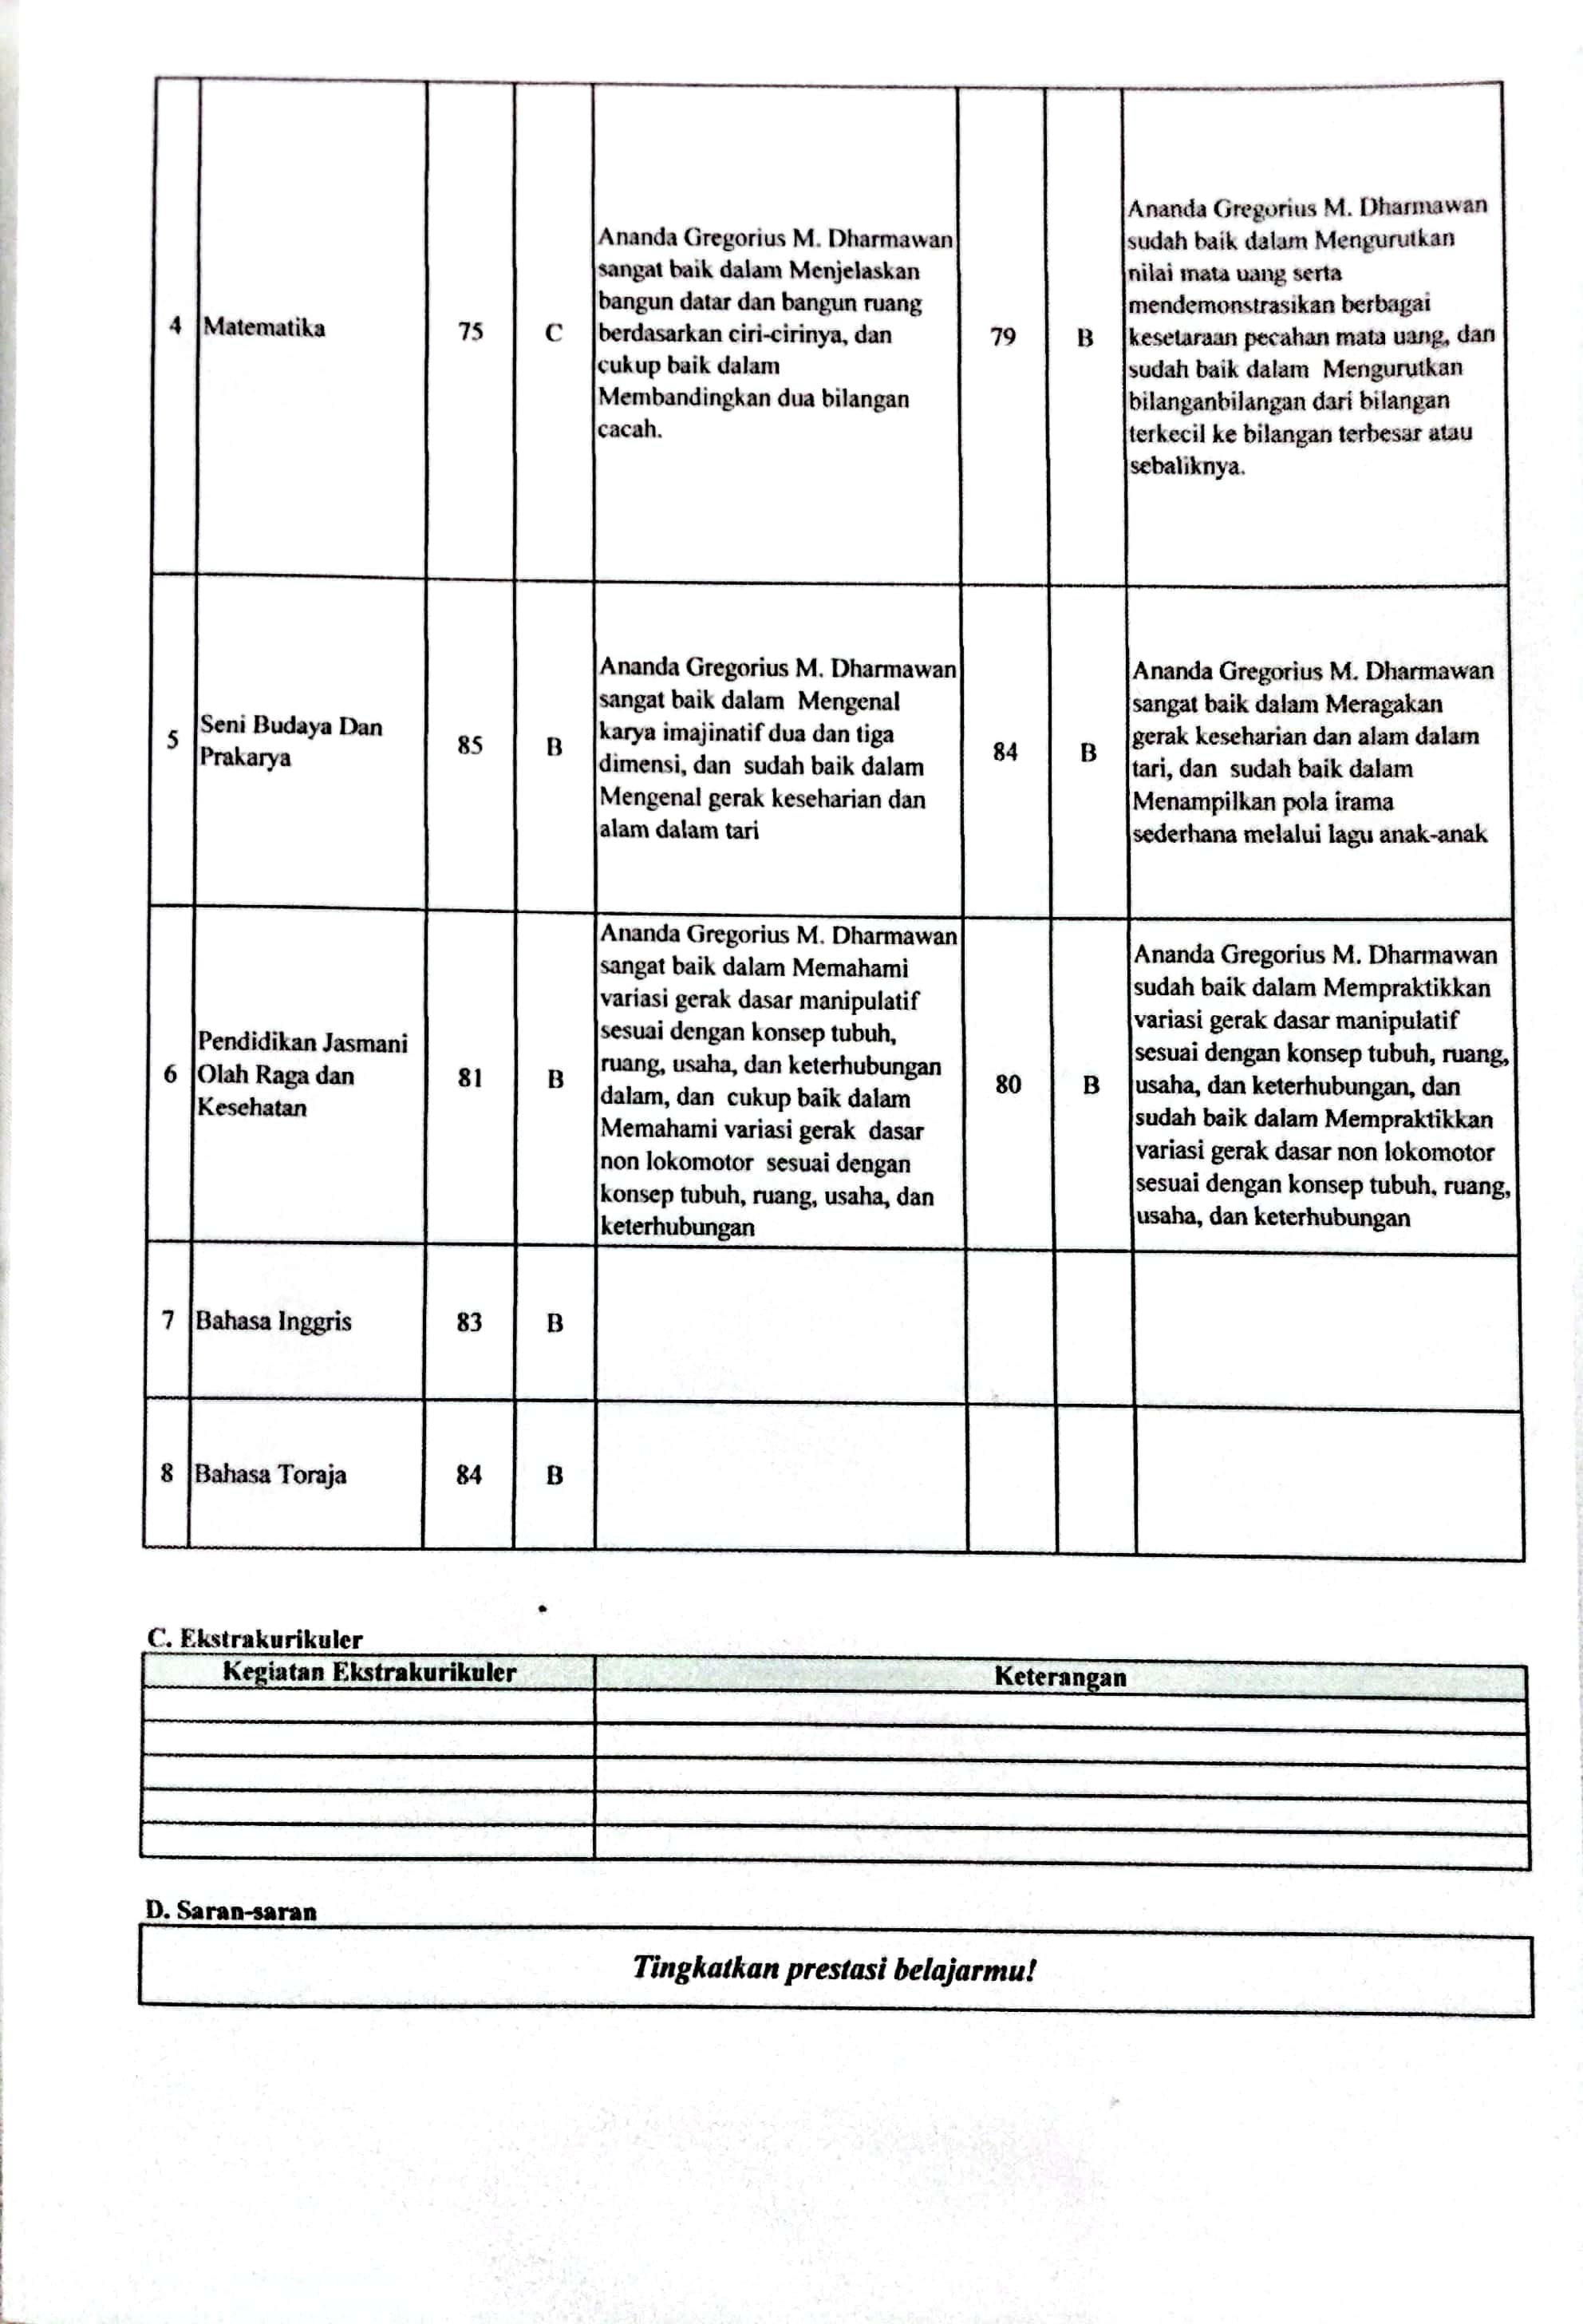 4
Matematika
75
C
Ananda Gregorius M. Dharmawan
sangat baik dalam Menjelaskan
bangun datar dan bangun ruang
berdasarkan ciri-cirinya, dan
cukup baik dalam
Membandingkan dua bilangan
cacah.
79
B
Ananda Gregorius M. Dharmawan
sudah baik dalam Mengurutkan
nilai mata uang serta
mendemonstrasikan berbagai
kesetaraan pecahan mata uang, dan
sudah baik dalam Mengurutkan
bilanganbilangan dari bilangan
terkecil ke bilangan terbesar atau
sebaliknya.
5
Seni Budaya Dan
Prakarya
85
B
Ananda Gregorius M. Dharmawan
sangat baik dalam Mengenal
karya imajinatif dua dan tiga
dimensi, dan sudah baik dalam
Mengenal gerak keseharian dan
alam dalam tari
84
B
Ananda Gregorius M. Dharmawan
sangat baik dalam Meragakan
gerak keseharian dan alam dalam
tari, dan sudah baik dalam
Menampilkan pola irama
sederhana melalui lagu anak-anak
6
Pendidikan Jasmani
Olah Raga dan
Kesehatan
81
B
Ananda Gregorius M. Dharmawan
sangat baik dalam Memahami
variasi gerak dasar manipulatif
sesuai dengan konsep tubuh,
ruang, usaha, dan keterhubungan
dalam, dan cukup baik dalam
Memahami variasi gerak dasar
non lokomotor sesuai dengan
konsep tubuh, ruang, usaha, dan
keterhubungan
80
B
Ananda Gregorius M. Dharmawan
sudah baik dalam Mempraktikkan
variasi gerak dasar manipulatif
sesuai dengan konsep tubuh, ruang,
usaha, dan keterhubungan, dan
sudah baik dalam Mempraktikkan
variasi gerak dasar non lokomotor
sesuai dengan konsep tubuh, ruang,
usaha, dan keterhubungan
7
Bahasa Inggris
83
B
8
Bahasa Toraja
84
B
C. Ekstrakurikuler
Kegiatan Ekstrakurikuler
Keterangan
D. Saran-saran
Tingkatkan prestasi belajarmu!